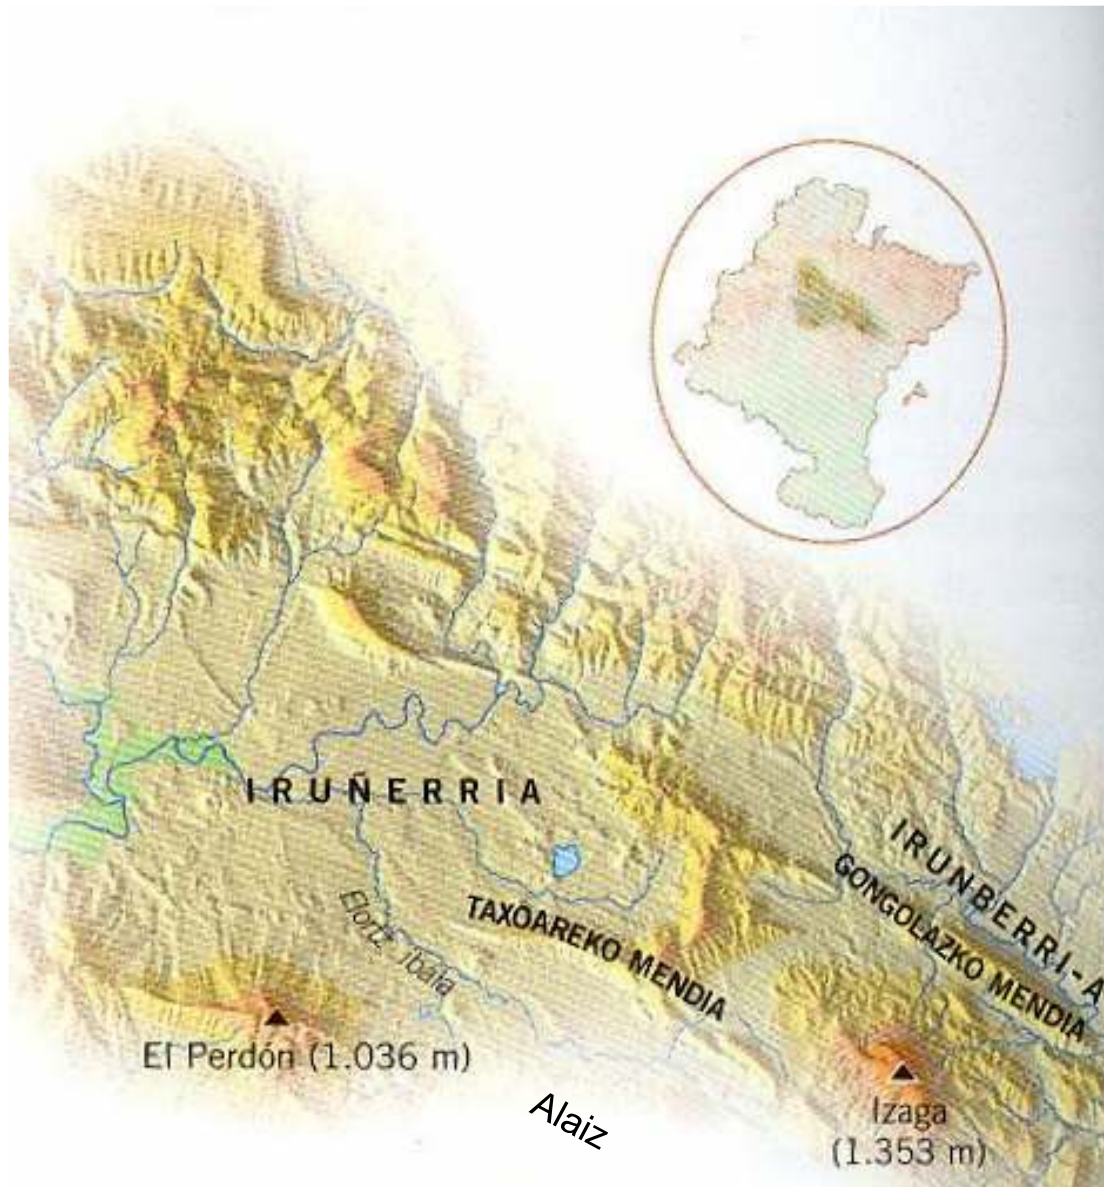 IRUÑERRIA
IRUNBERRI-A
GONGOLAZKO MENDIA
TAXOAREKO MENDIA
Elortz ibaia
El Perdón (1.036 m)
Alaiz
Izaga
(1.353 m)